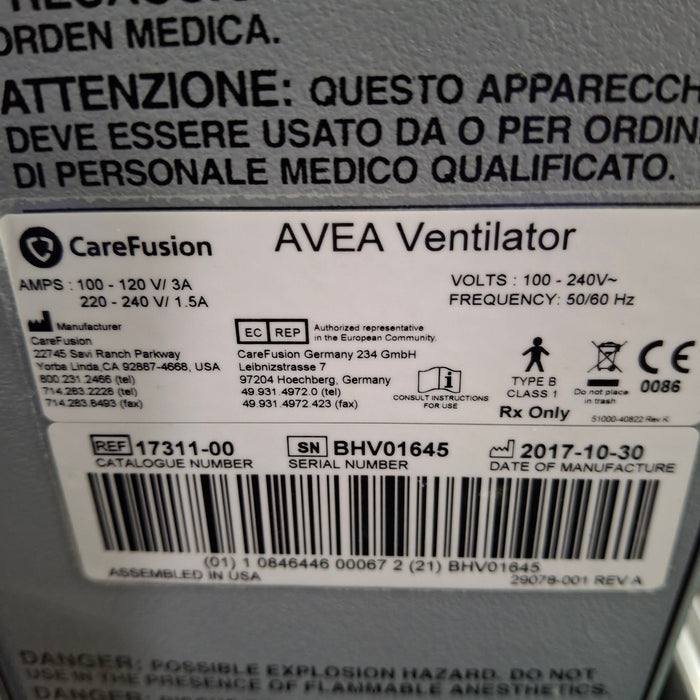 ORDEN MEDICA.
ATTENZIONE: QUESTO APPARECCH
DEVE ESSERE USATO DA O PER ORDIN
DI PERSONALE MEDICO QUALIFICATO.
CareFusion
AVEA Ventilator
AMPS : 100 - 120 V/ 3A
220 - 240 V/ 1.5A
VOLTS : 100 - 240V~
FREQUENCY: 50/60 Hz
Manufacturer
CareFusion
22745 Savi Ranch Parkway
Yorba Linda,CA 92887-4668, USA
800.231.2466 (tel)
714.283.2228 (tel)
714.283.8493 (fax)
EC REP
Authorized representative
in the European Community.
CareFusion Germany 234 GmbH
Leibnizstrasse 7
97204 Hoechberg, Germany
49.931.4972.0 (tel)
49.931.4972.423 (fax)
CONSULT INSTRUCTIONS
FOR USE
TYPE B
CLASS 1
Rx Only
Do not place
in trash
CE
0086
51000-40822 Rev K
REF 17311-00
CATALOGUE NUMBER
SN BHV01645
SERIAL NUMBER
2017-10-30
DATE OF MANUFACTURE
(01) 1 0846446 00067 2 (21) BHV01645
ASSEMBLED IN USA
29078-001 REV A
DANGER: POSSIBLE EXPLOSION HAZARD. DO NOT
USE IN THE PRESENCE OF FLAMMABLE ANESTHETICS.
DANGER: